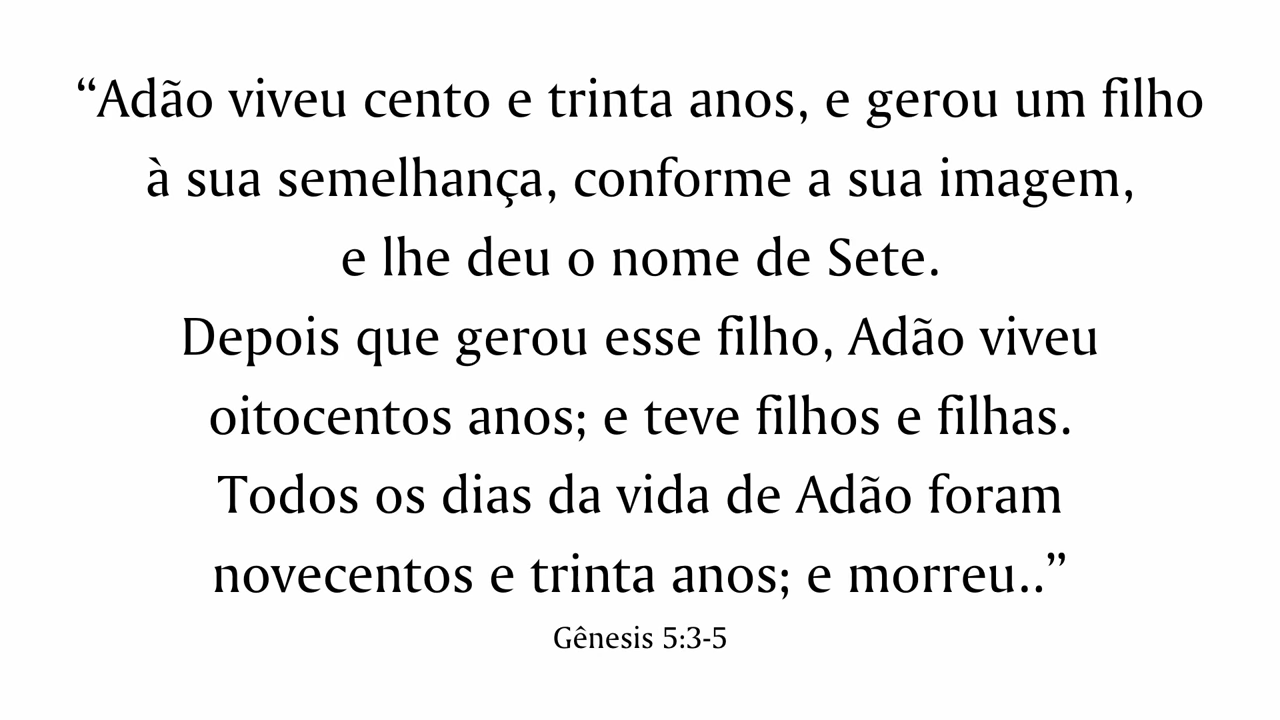 “Adão viveu cento e trinta anos, e gerou um filho
à sua semelhança, conforme a sua imagem,
e lhe deu o nome de Sete.
Depois que gerou esse filho, Adão viveu
oitocentos anos; e teve filhos e filhas.
Todos os dias da vida de Adão foram
novecentos e trinta anos; e morreu..”
Gênesis 5:3-5